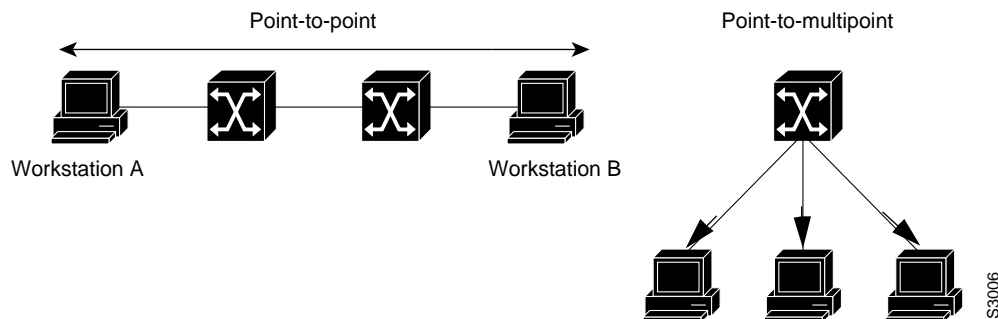 Point-to-point
Point-to-multipoint
Workstation A
Workstation B
S3006